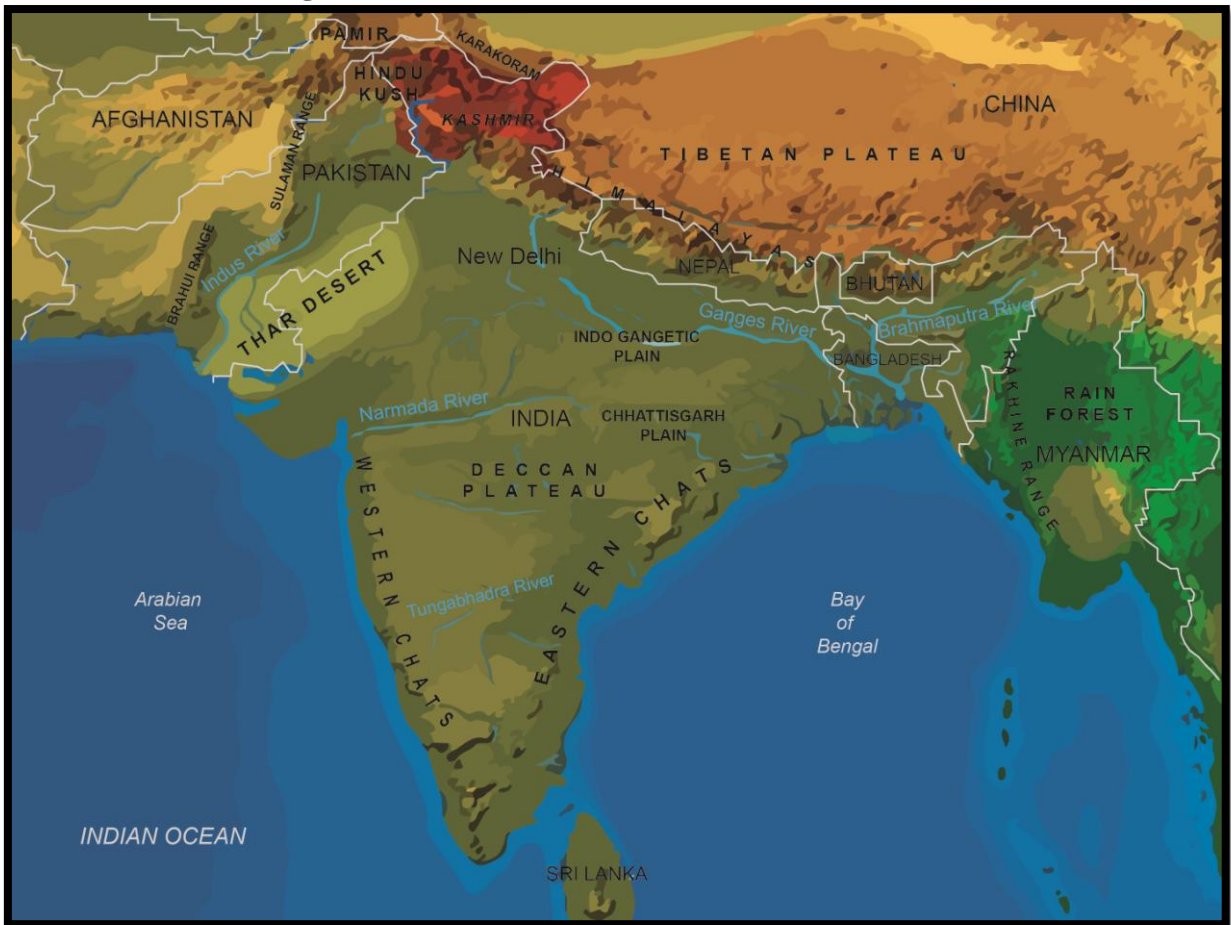 PAMIR
KARAKORAM
HINDU
KUSH
KASHMIR
AFGHANISTAN
CHINA
SULAMAN RANGE
PAKISTAN
TIBETAN PLATEAU
HIMALAYAS
BRAHUI RANGE
Indus River
THAR DESERT
New Delhi
NEPAL
BHUTAN
Ganges River
Brahmaputra River
INDO GANGETIC
PLAIN
BANGLADESH
RAKHINE RANGE
RAIN
FOREST
MYANMAR
Narmada River
INDIA
CHHATTISGARH
PLAIN
DECCAN
PLATEAU
WESTERN CHATS
EASTERN CHATS
Tungabhadra River
Arabian
Sea
Bay
of
Bengal
INDIAN OCEAN
SRI LANKA